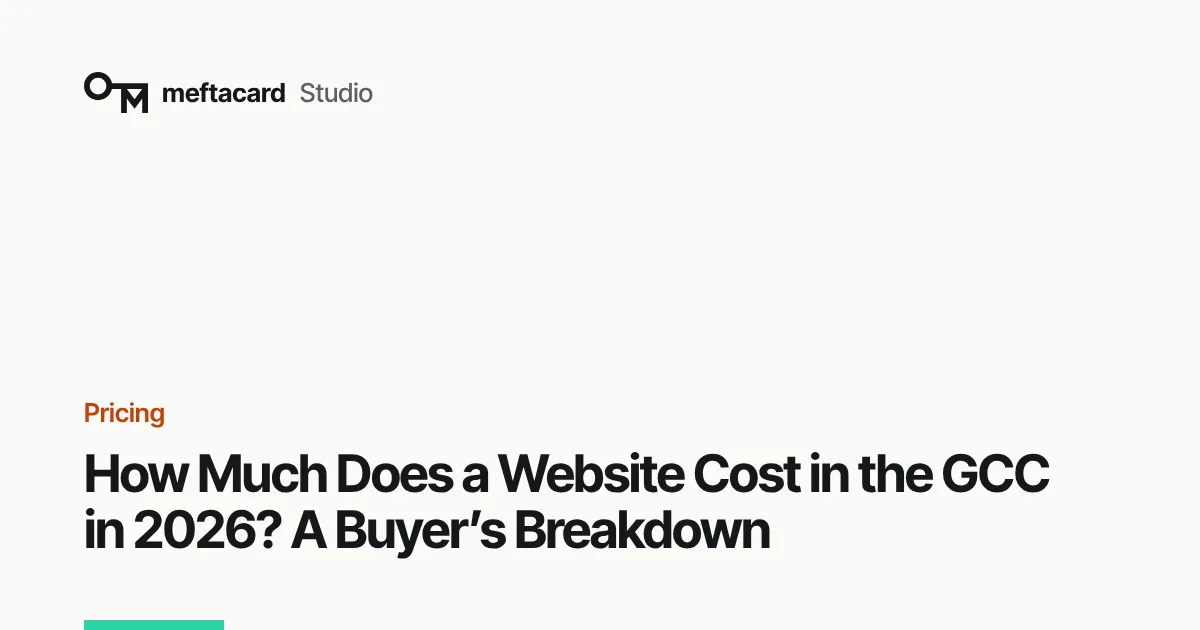 meftacard Studio
Pricing
How Much Does a Website Cost in the GCC
in 2026? A Buyer’s Breakdown